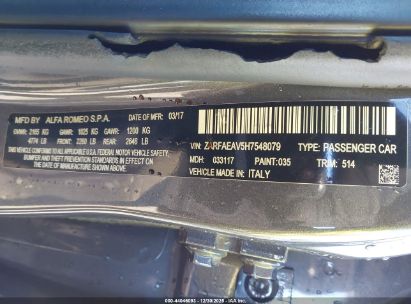 MFD BY ALFA ROMEO S.P.A. DATE OF MFR 03/17
GVWR: 2165 KG GAWR: 1025 KG GAWR: 1200 KG
4774 LB FRONT: 2260 LB REAR: 2646 LB
THIS VEHICLE CONFORMS TO ALL APPLICABLE U.S.A. FEDERAL MOTOR VEHICLE SAFETY,
BUMPER AND THEFT PREVENTION STANDARDS IN EFFECT ON
THE DATE OF MANUFACTURE SHOWN ABOVE.
VIN: ZARFAEAV5H7548079 TYPE: PASSENGER CAR
MDH 033117 PAINT: 035 TRIM: 514
VEHICLE MADE IN: ITALY